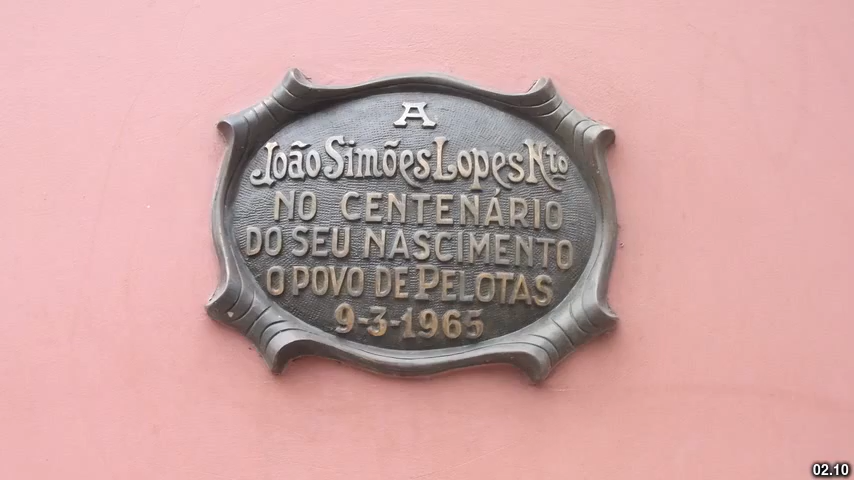 A
João Simões Lopes Nto
NO CENTENÁRIO
DO SEU NASCIMENTO
O POVO DE PELOTAS
9-3-1965
02.10